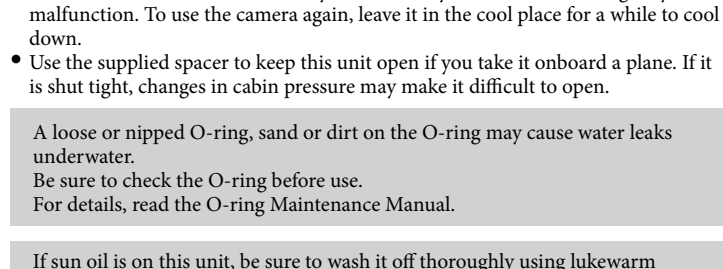 malfunction. To use the camera again, leave it in the cool place for a while to cool
down.
• Use the supplied spacer to keep this unit open if you take it onboard a plane. If it
is shut tight, changes in cabin pressure may make it difficult to open.
A loose or nipped O-ring, sand or dirt on the O-ring may cause water leaks
underwater.
Be sure to check the O-ring before use.
For details, read the O-ring Maintenance Manual.
If sun oil is on this unit, be sure to wash it off thoroughly using lukewarm